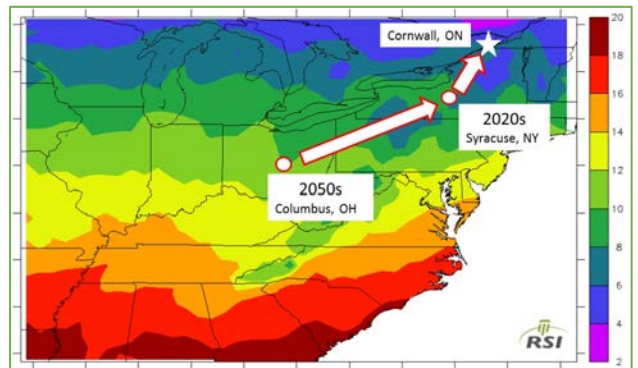 Cornwall, ON
2020s
Syracuse, NY
2050s
Columbus, OH
RSI
20
18
16
14
12
10
8
6
4
2